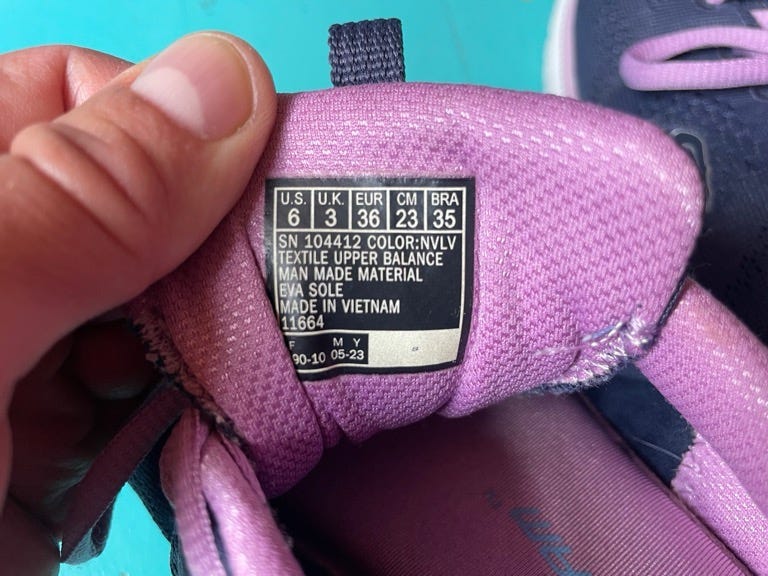 U.S. U.K. EUR CM BRA
6 3 36 23 35
SN 104412 COLOR:NVLV
TEXTILE UPPER BALANCE
MAN MADE MATERIAL
EVA SOLE
MADE IN VIETNAM
11664
F M Y
90-10 05-23